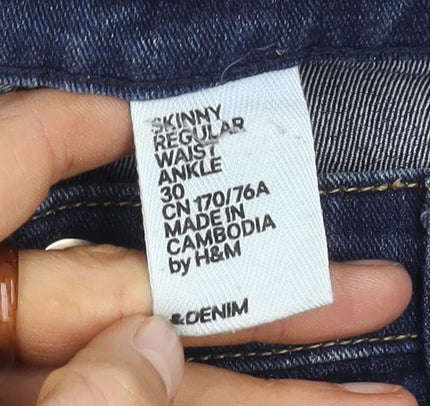 SKINNY
REGULAR
WAIST
ANKLE
30
CN 170/76A
MADE IN
CAMBODIA
by H&M
&DENIM